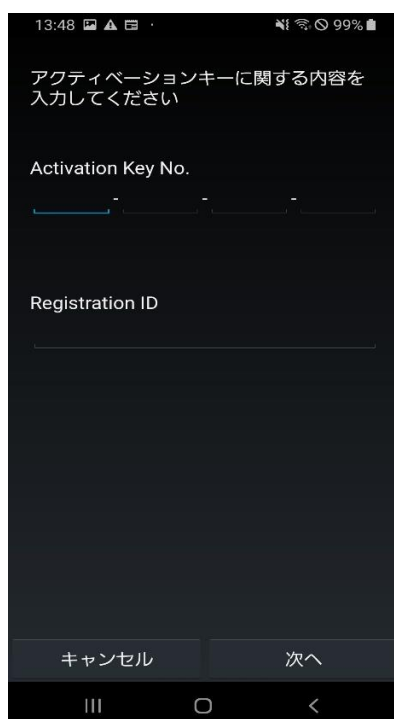 13:48 99%
アクティベーションキーに関する内容を
入力してください
Activation Key No.
- - -
Registration ID
キャンセル 次へ